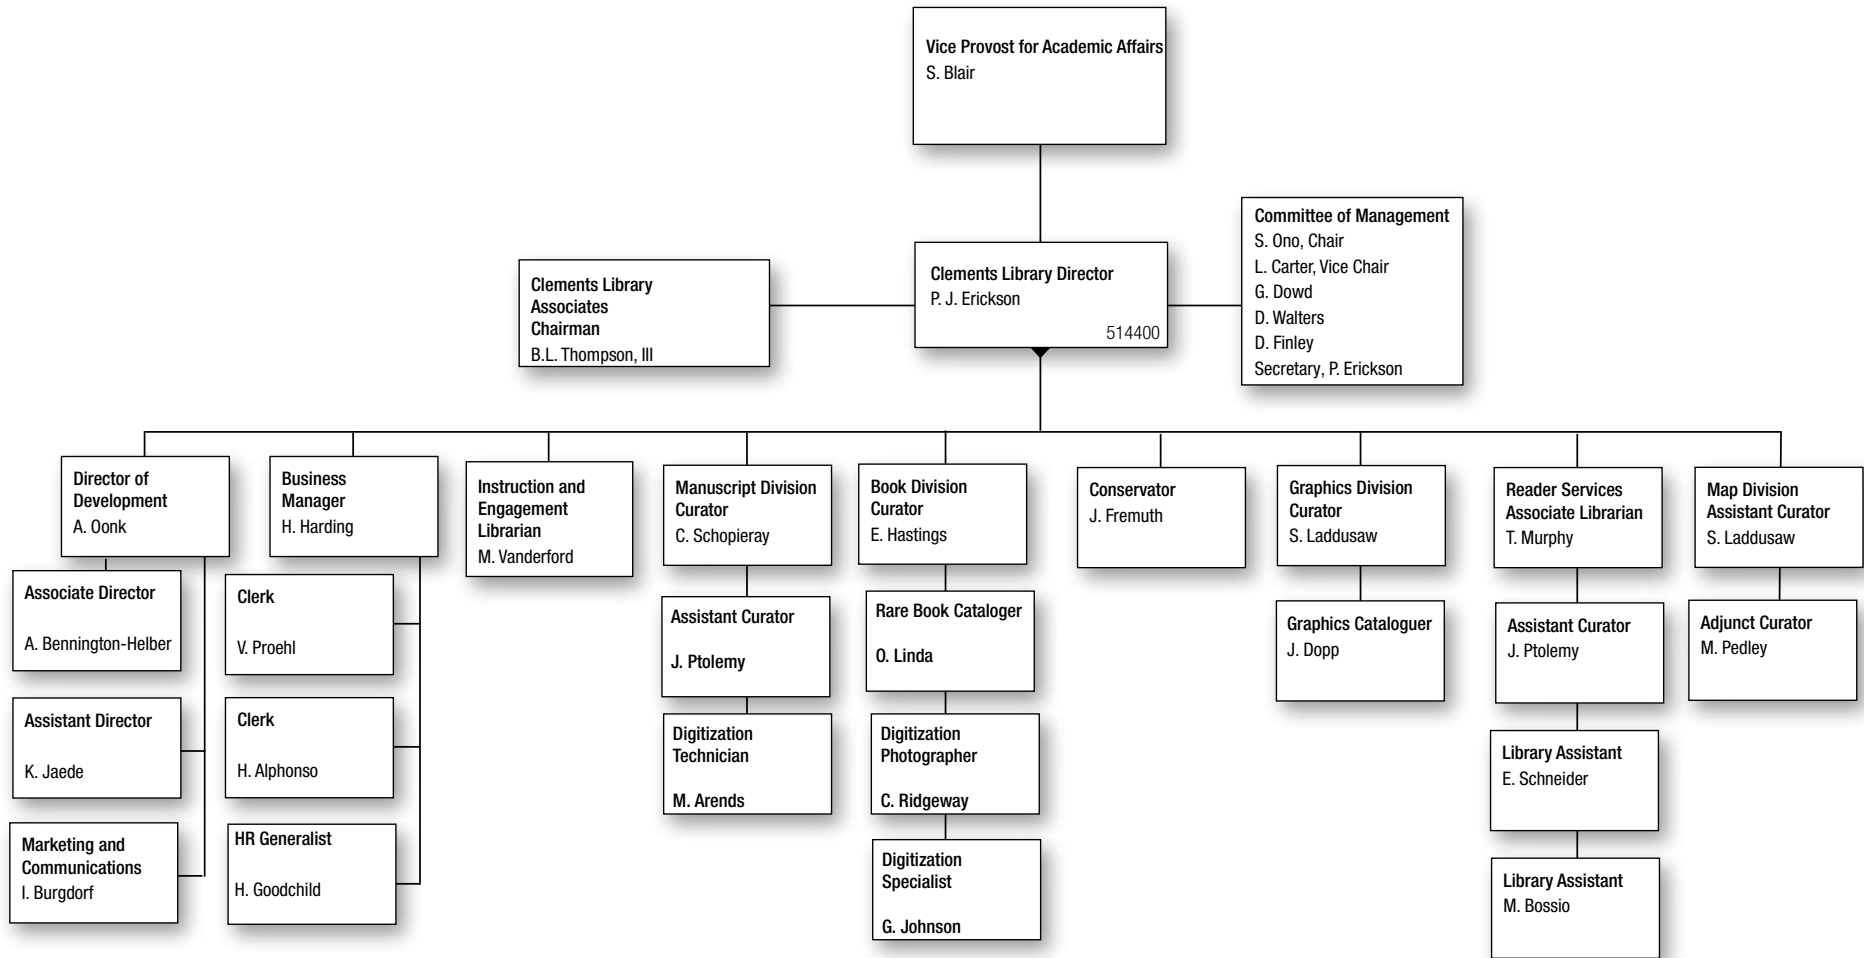 Vice Provost for Academic Affairs
S. Blair
Clements Library
Associates
Chairman
B.L. Thompson, III
Clements Library Director
P. J. Erickson
514400
Committee of Management
S. Ono, Chair
L. Carter, Vice Chair
G. Dowd
D. Walters
D. Finley
Secretary, P. Erickson
Director of
Development
A. Oonk
Associate Director
A. Bennington-Helber
Assistant Director
K. Jaede
Marketing and
Communications
I. Burgdorf
Business
Manager
H. Harding
Clerk
V. Proehl
Clerk
H. Alphonso
HR Generalist
H. Goodchild
Instruction and
Engagement
Librarian
M. Vanderford
Manuscript Division
Curator
C. Schopieray
Assistant Curator
J. Ptolemy
Digitization
Technician
M. Arends
Book Division
Curator
E. Hastings
Rare Book Cataloger
O. Linda
Digitization
Photographer
C. Ridgeway
Digitization
Specialist
G. Johnson
Conservator
J. Fremuth
Graphics Division
Curator
S. Laddusaw
Graphics Cataloguer
J. Dopp
Reader Services
Associate Librarian
T. Murphy
Assistant Curator
J. Ptolemy
Library Assistant
E. Schneider
Library Assistant
M. Bossio
Map Division
Assistant Curator
S. Laddusaw
Adjunct Curator
M. Pedley